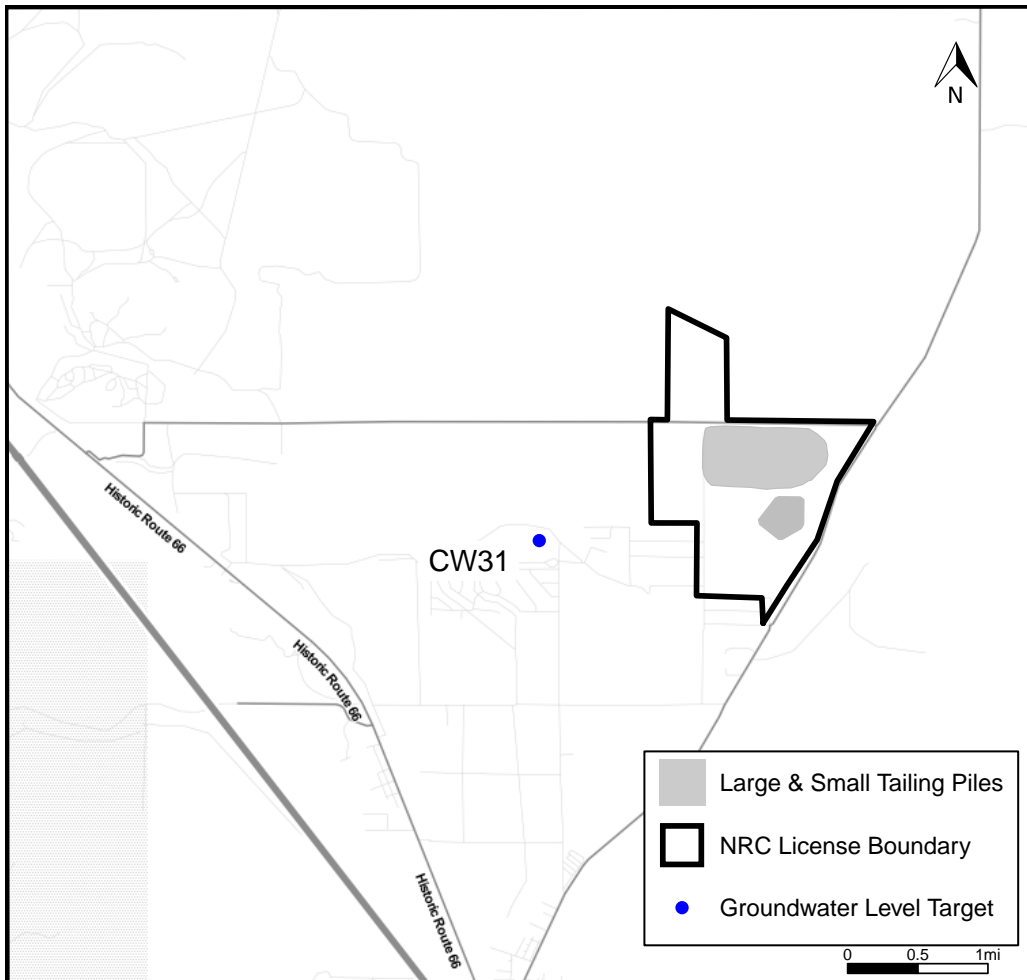 N
Historic Route 66
CW31
Historic Route 66
Large & Small Tailing Piles
NRC License Boundary
Historic Route 66
Groundwater Level Target
0 0.5 1mi